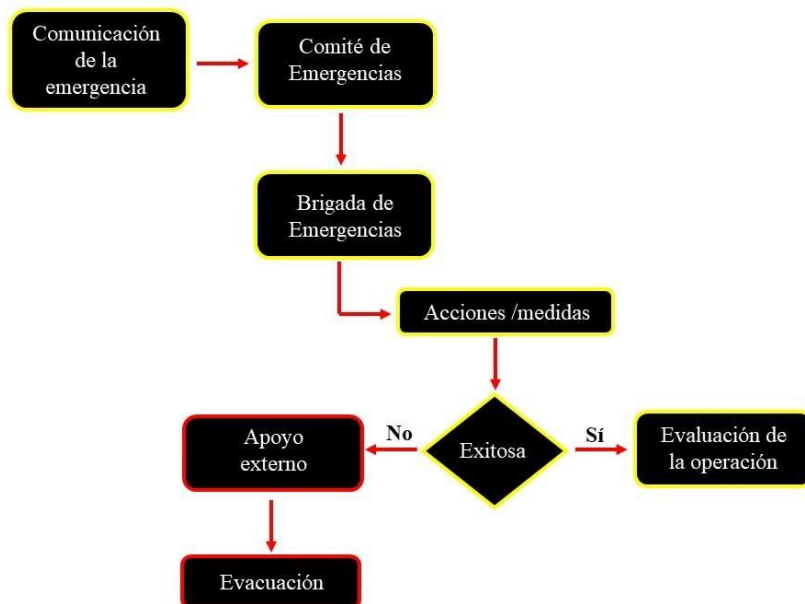 Comunicación
de la
emergencia
Comité de
Emergencias
Brigada de
Emergencias
Acciones /medidas
Exitosa
No
Sí
Apoyo
externo
Evaluación de
la operación
Evacuación